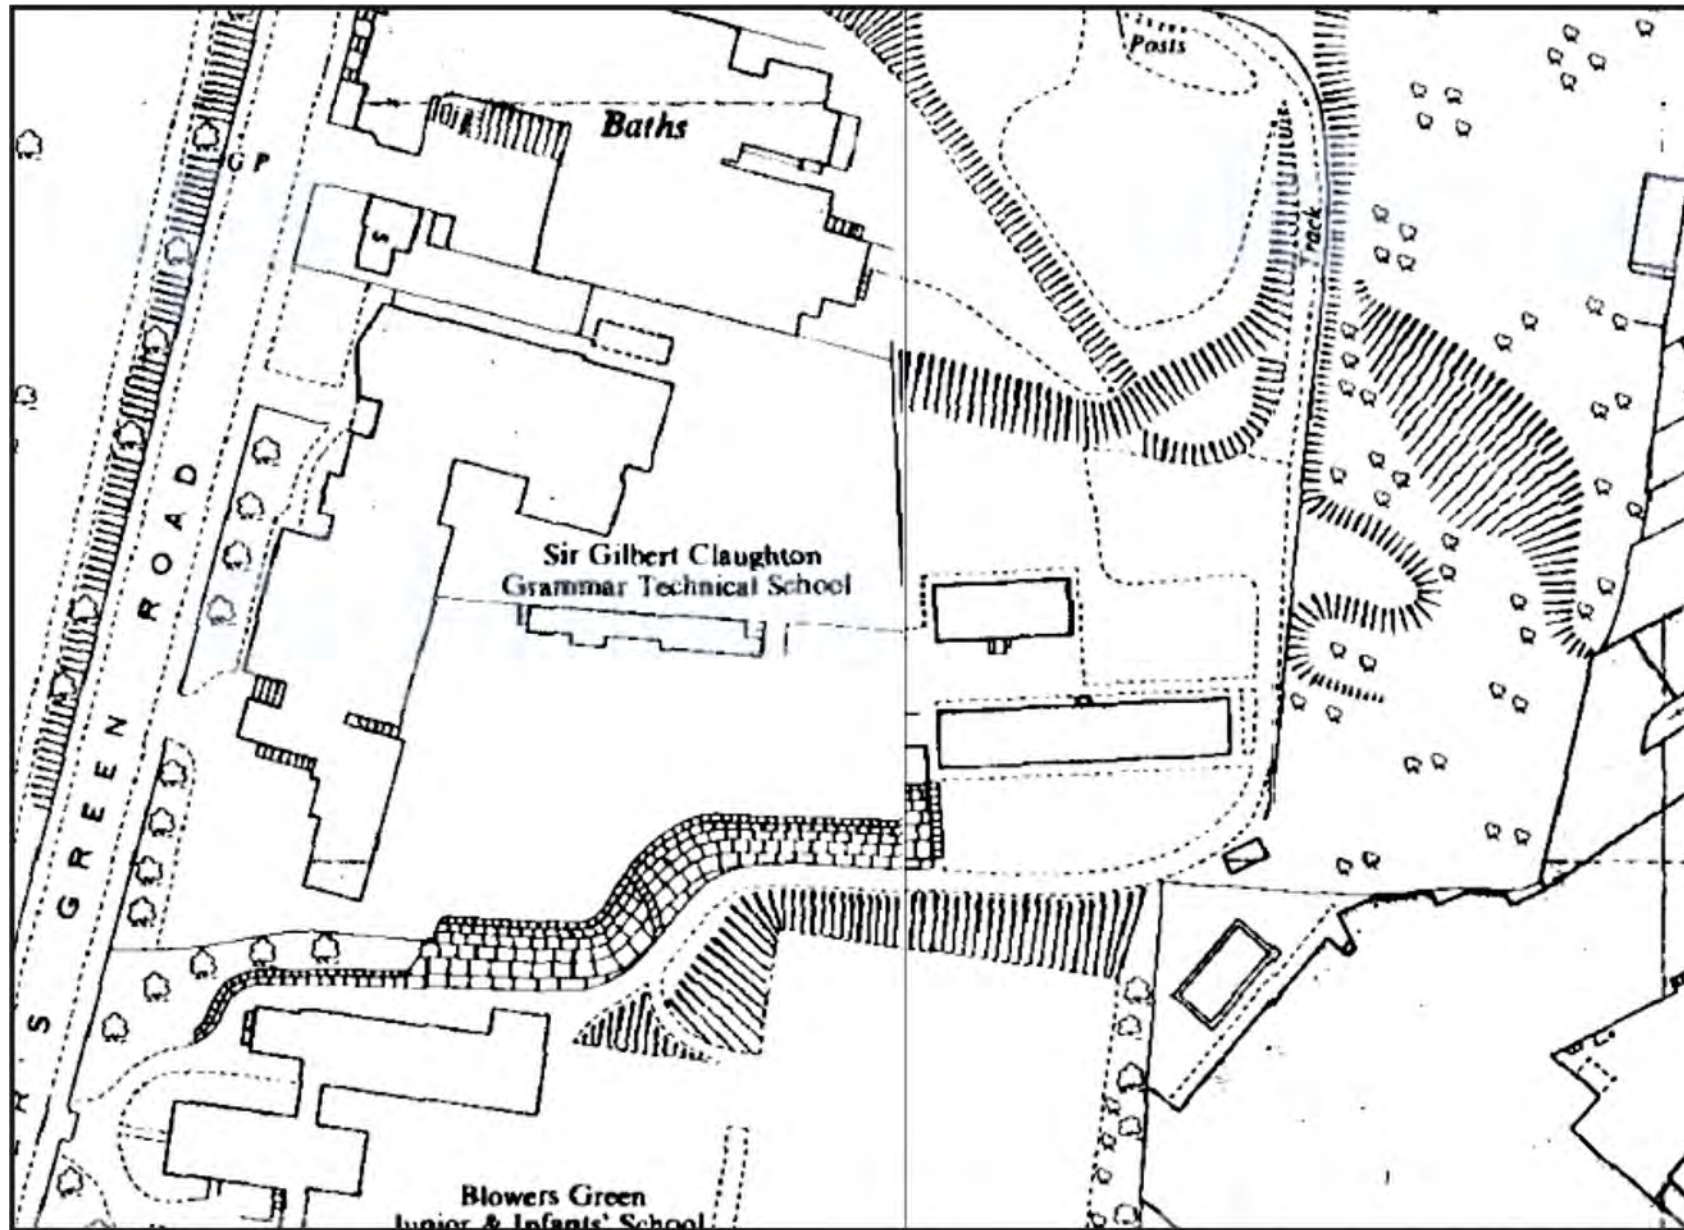 Posts
Baths
G P
Track
Sir Gilbert Claughton
Grammar Technical School
R S GREEN ROAD
Blowers Green
Junior & Infants' School